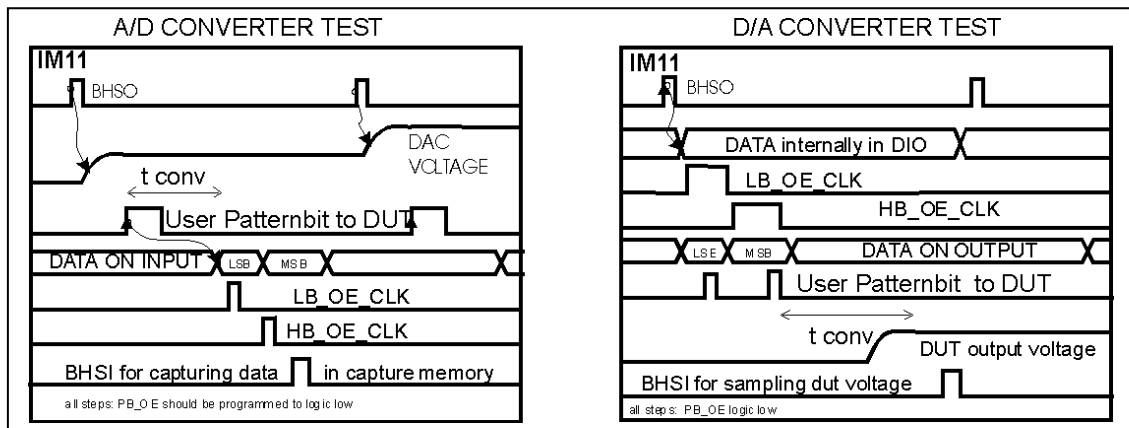 A/D CONVERTER TEST
IM11
BHSO
DAC
VOLTAGE
t conv
User Patternbit to DUT
DATA ON INPUT
LSB
MSB
LB_OE_CLK
HB_OE_CLK
BHSI for capturing data in capture memory
all steps: PB_OE should be programmed to logic low
D/A CONVERTER TEST
IM11
BHSO
DATA internally in DIO
LB_OE_CLK
HB_OE_CLK
LSE
MSB
DATA ON OUTPUT
User Patternbit to DUT
t conv
DUT output voltage
BHSI for sampling dut voltage
all steps: PB_OE logic low